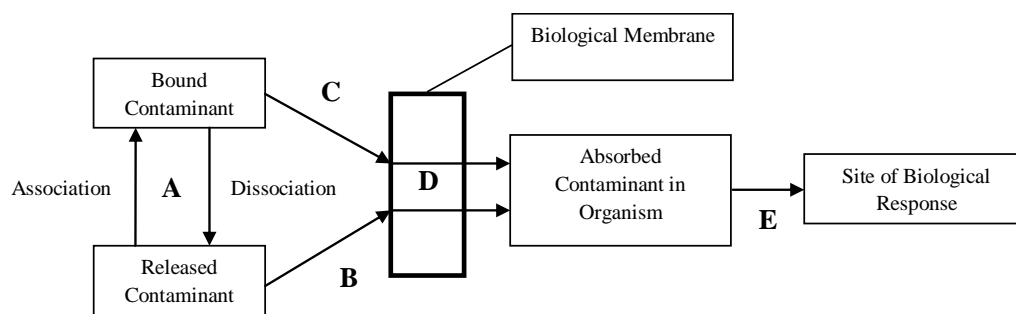 Biological Membrane
Bound
Contaminant
C
Association
A
Dissociation
D
Absorbed
Contaminant in
Organism
Site of Biological
Response
E
Released
Contaminant
B